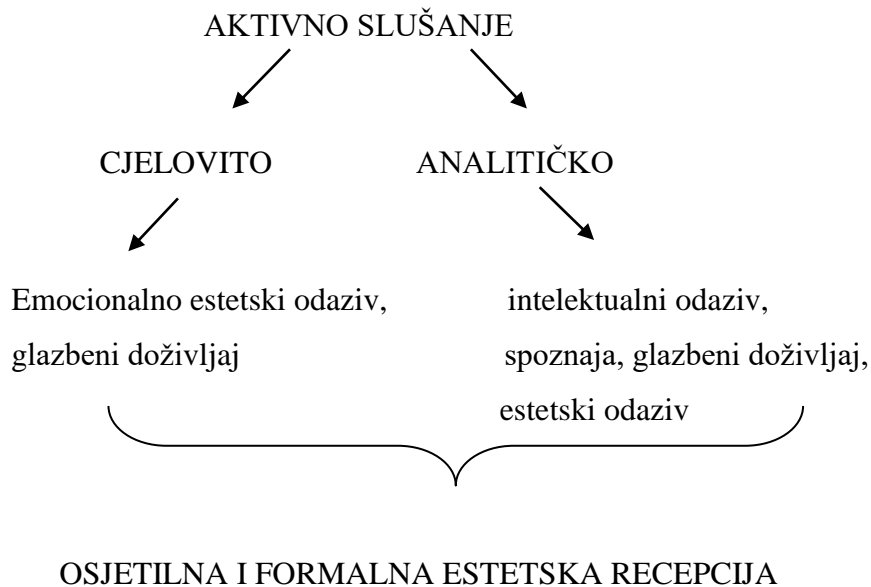 AKTIVNO SLUŠANJE
CJELOVITO
ANALITIČKO
Emocionalno estetski odaziv,
glazbeni doživljaj
intelektualni odaziv,
spoznaja, glazbeni doživljaj,
estetski odaziv
OSJETILNA I FORMALNA ESTETSKA RECEPCIJA